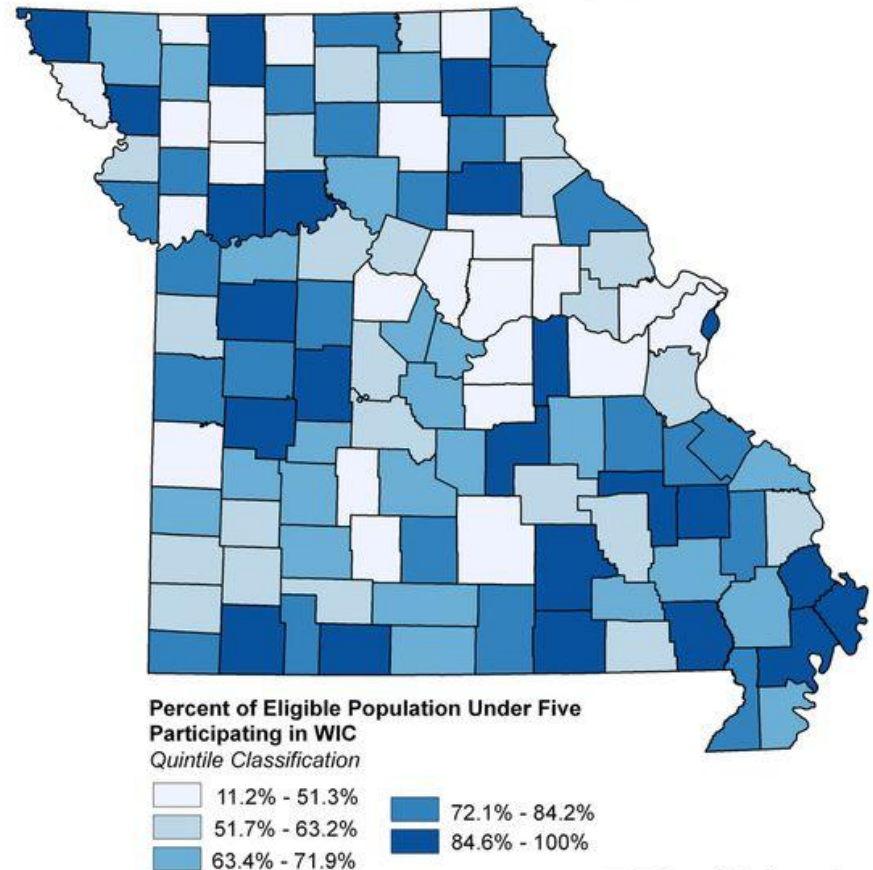 Percent of Eligible Population Under Five
Participating in WIC
Quintile Classification
11.2% - 51.3%
51.7% - 63.2%
63.4% - 71.9%
72.1% - 84.2%
84.6% - 100%